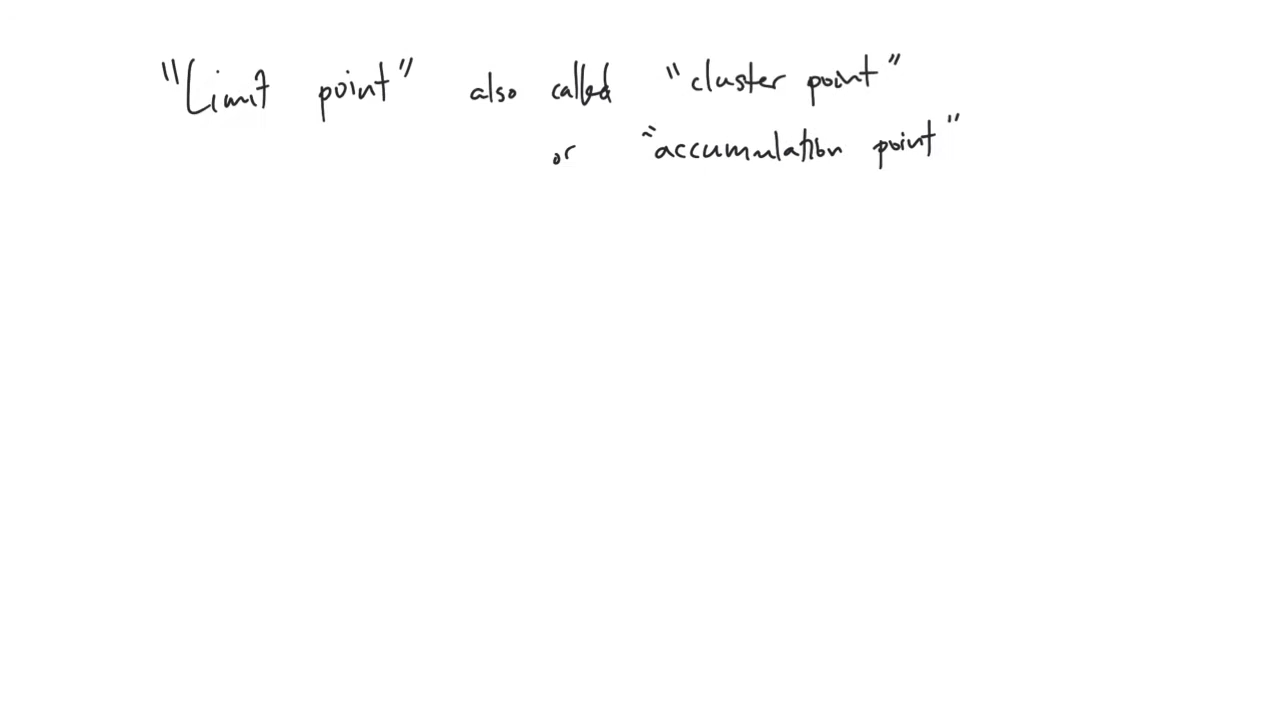 "Limit point" also called "cluster point"
or "accumulation point"